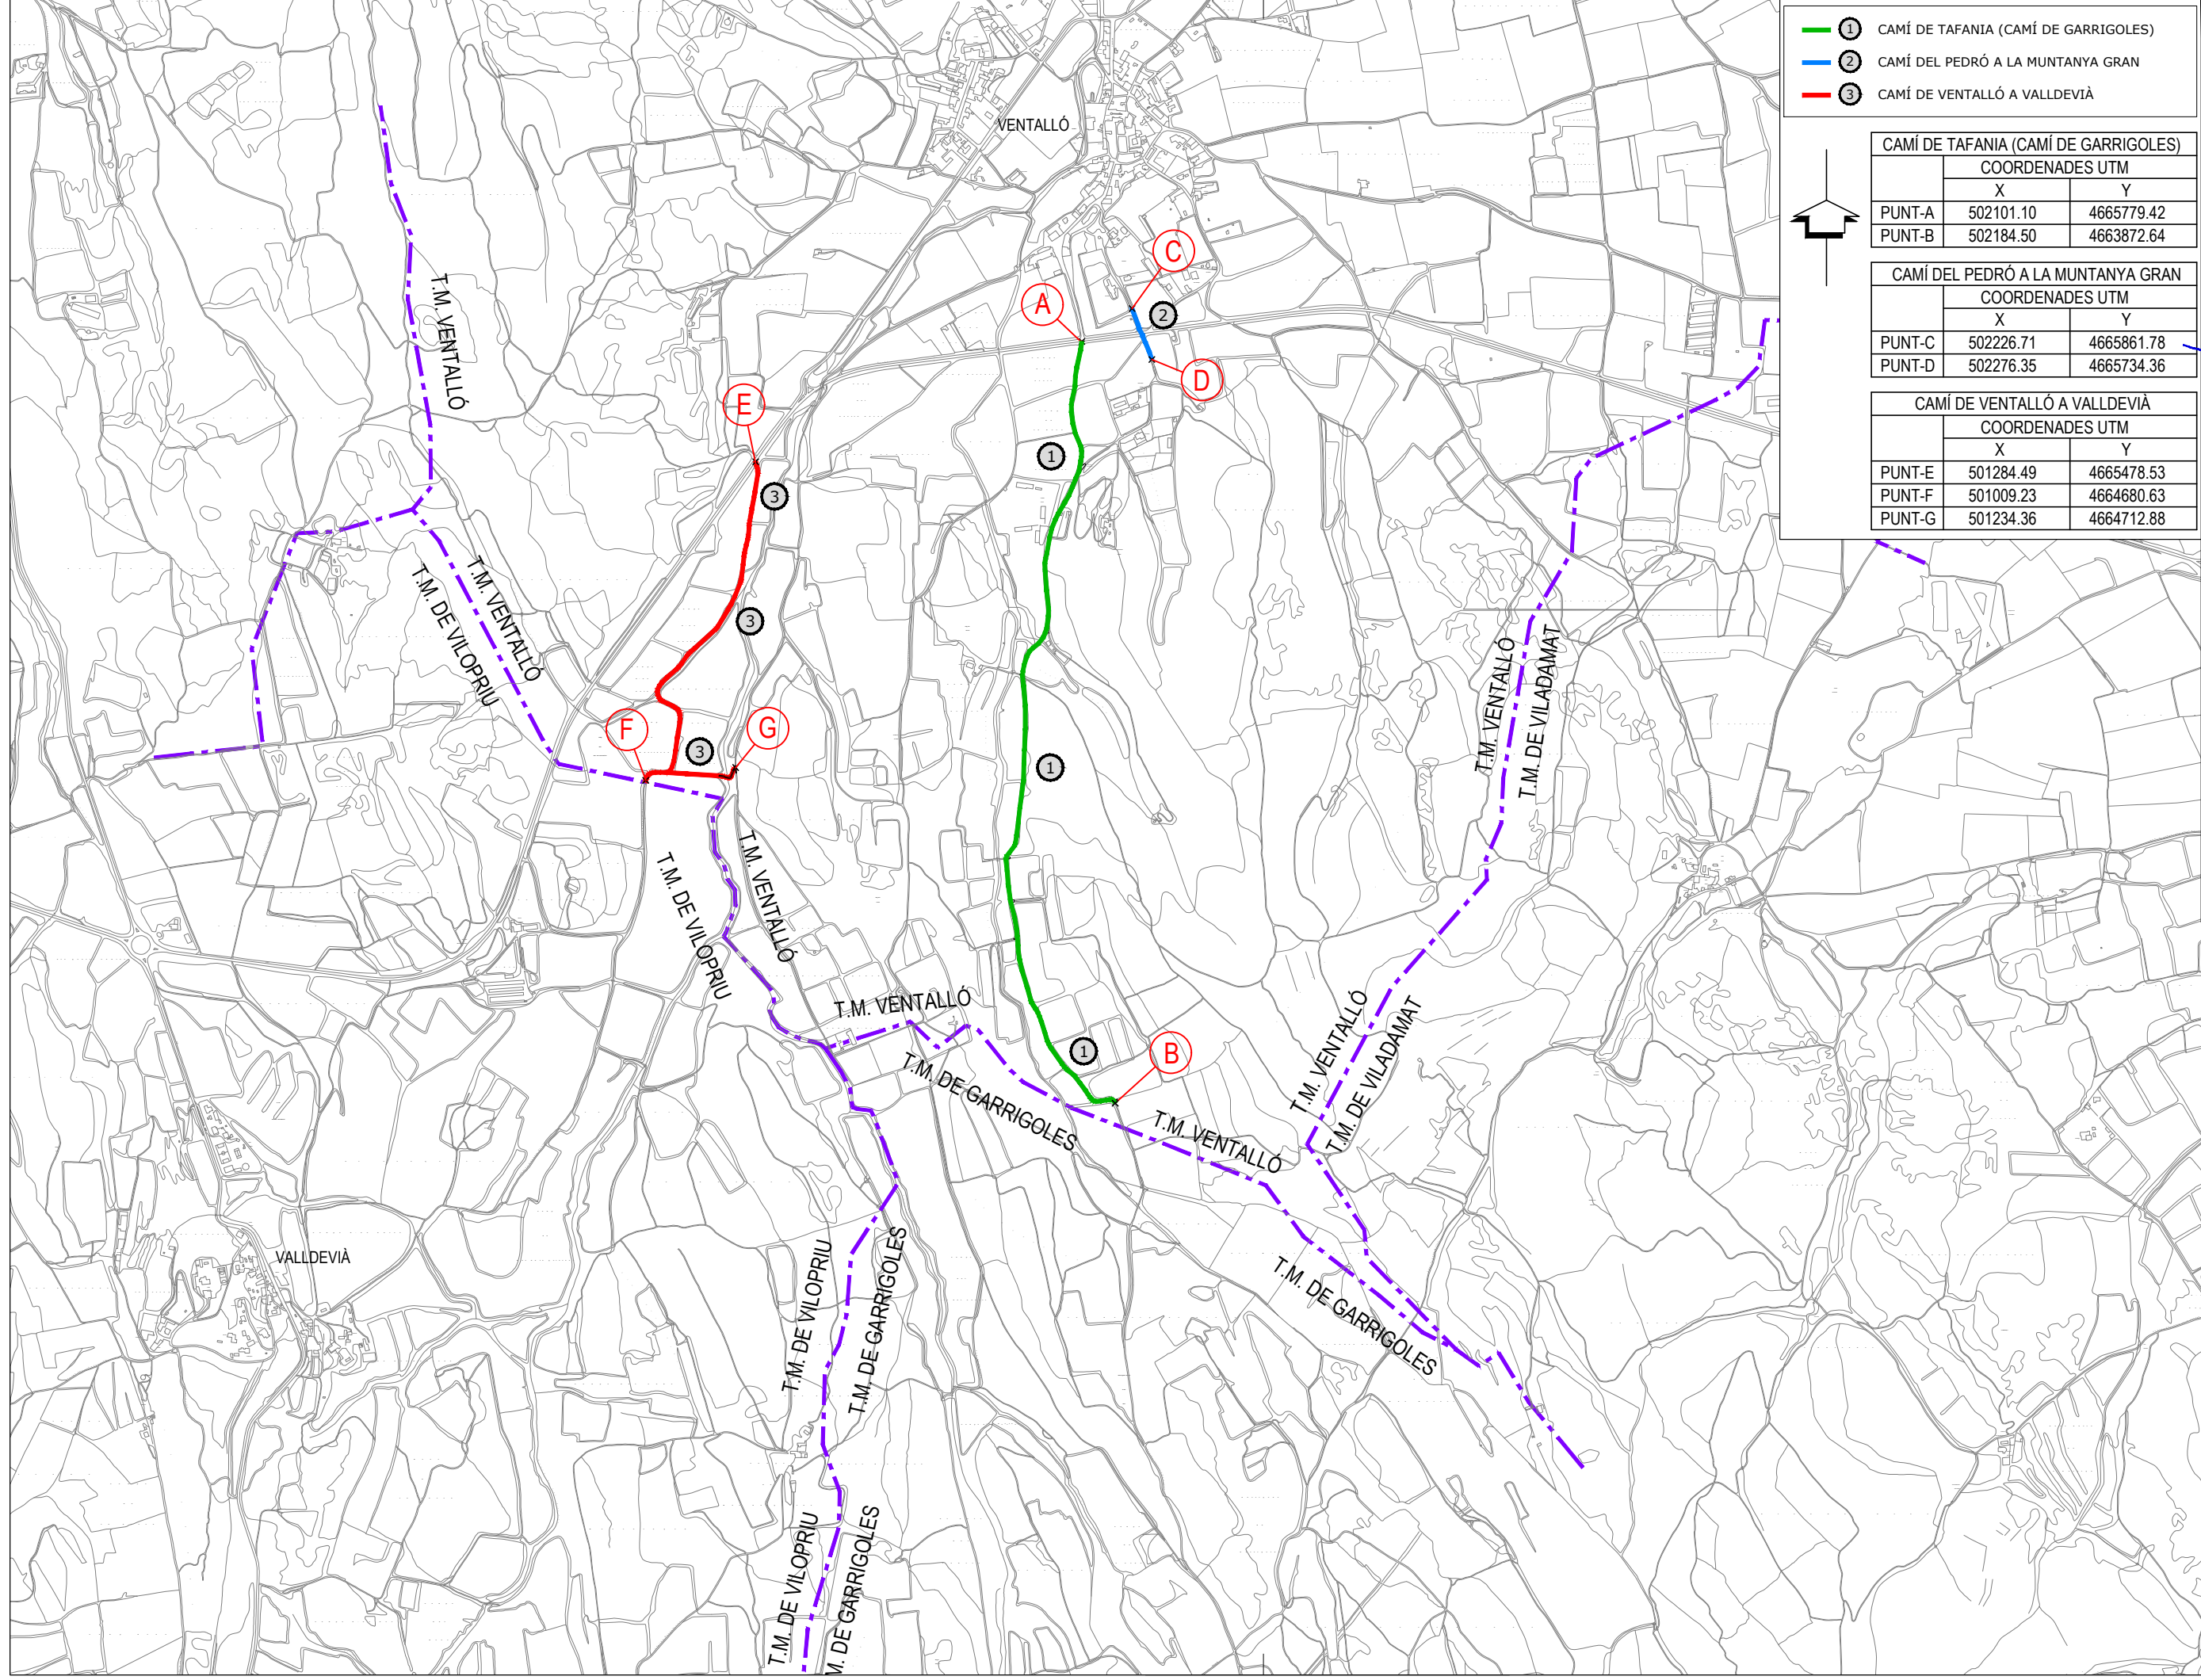 1 CAMÍ DE TAFANIA (CAMÍ DE GARRIGOLES)
2 CAMÍ DEL PEDRÓ A LA MUNTANYA GRAN
3 CAMÍ DE VENTALLÓ A VALLDEVIÀ
CAMÍ DE TAFANIA (CAMÍ DE GARRIGOLES)
COORDENADES UTM
X Y
PUNT-A 502101.10 4665779.42
PUNT-B 502184.50 4663872.64
CAMÍ DEL PEDRÓ A LA MUNTANYA GRAN
COORDENADES UTM
X Y
PUNT-C 502226.71 4665861.78
PUNT-D 502276.35 4665734.36
CAMÍ DE VENTALLÓ A VALLDEVIÀ
COORDENADES UTM
X Y
PUNT-E 501284.49 4665478.53
PUNT-F 501009.23 4664680.63
PUNT-G 501234.36 4664712.88
VENTALLÓ
C
A
2
D
T.M. VENTALLÓ
E
1
3
T.M. VENTALLÓ
T.M. DE VILOPRIU
3
T.M. VENTALLÓ
T.M. DE VILADAMAT
F
G
3
1
T.M. VENTALLÓ
T.M. DE VILOPRIU
T.M. VENTALLÓ
T.M. DE GARRIGOLES
1
B
T.M. VENTALLÓ
T.M. VENTALLÓ
T.M. DE VILADAMAT
VALLDEVIÀ
T.M. DE VILOPRIU
T.M. DE GARRIGOLES
T.M. DE GARRIGOLES
T.M. DE VILOPRIU
M. DE GARRIGOLES